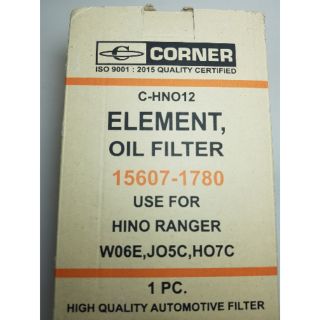 C CORNER
ISO 9001 : 2015 QUALITY CERTIFIED
C-HNO12
ELEMENT,
OIL FILTER
15607-1780
USE FOR
HINO RANGER
W06E,JO5C,HO7C
1 PC.
HIGH QUALITY AUTOMOTIVE FILTER